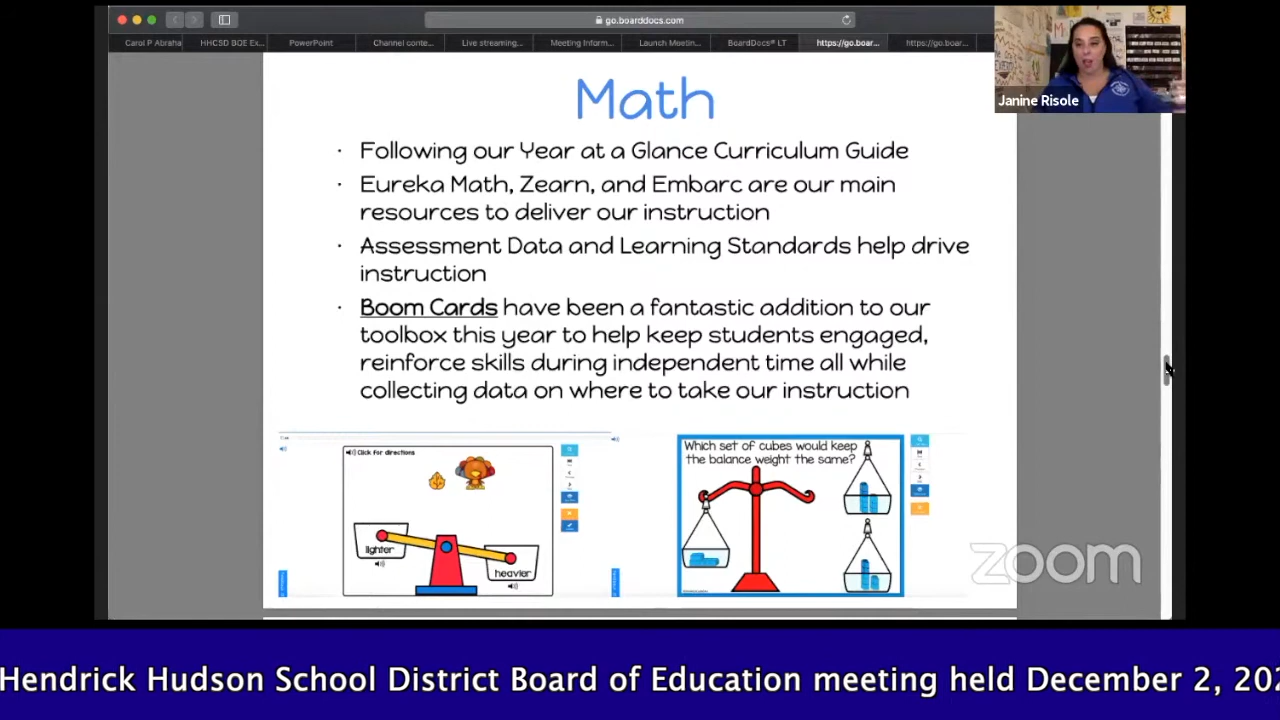 go.boarddocs.com
Carol P Abraha
HHCSD BOE Ex...
PowerPoint
Channel conte...
Live streaming...
Meeting Inform...
Launch Meetin...
BoardDocs® LT
https://go.boar...
https://go.board...
Janine Risole
Math
· Following our Year at a Glance Curriculum Guide
· Eureka Math, Zearn, and Embarc are our main
resources to deliver our instruction
· Assessment Data and Learning Standards help drive
instruction
· Boom Cards have been a fantastic addition to our
toolbox this year to help keep students engaged,
reinforce skills during independent time all while
collecting data on where to take our instruction
Click for directions
lighter
heavier
Which set of cubes would keep
the balance weight the same?
zoom
Hendrick Hudson School District Board of Education meeting held December 2, 202